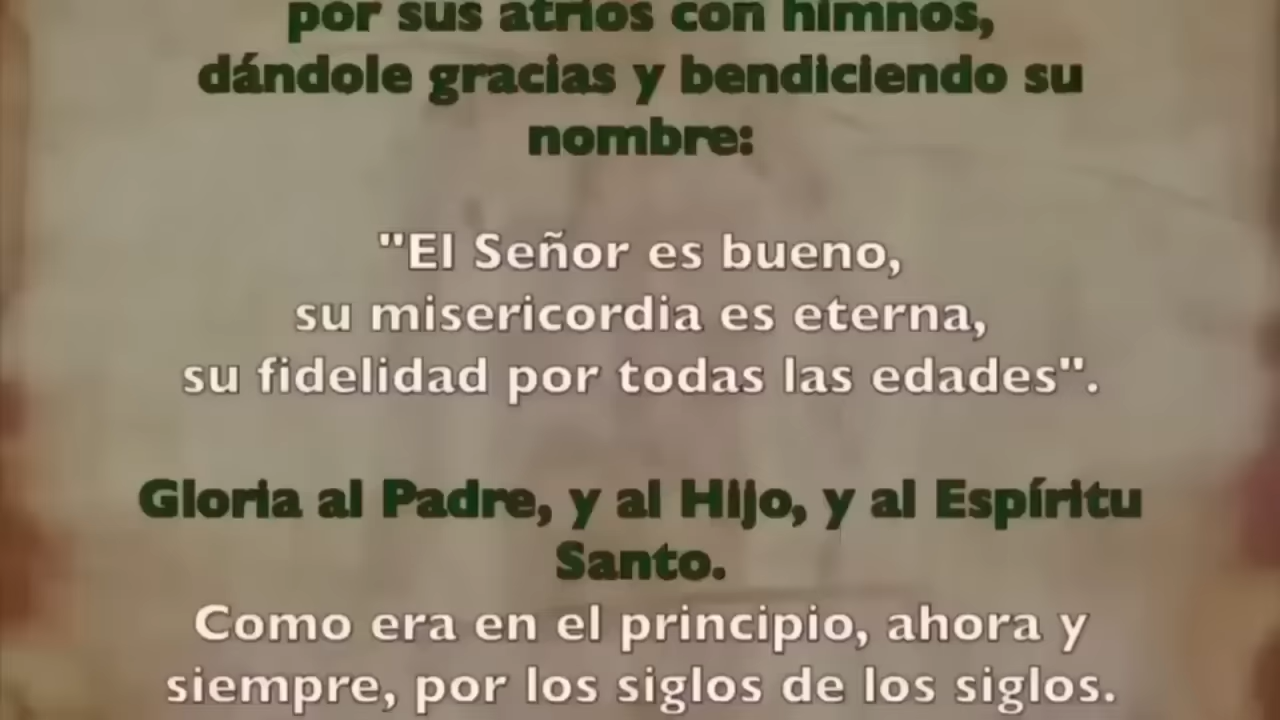 por sus atrios con himnos,
dándole gracias y bendiciendo su
nombre:
"El Señor es bueno,
su misericordia es eterna,
su fidelidad por todas las edades".
Gloria al Padre, y al Hijo, y al Espíritu
Santo.
Como era en el principio, ahora y
siempre, por los siglos de los siglos.